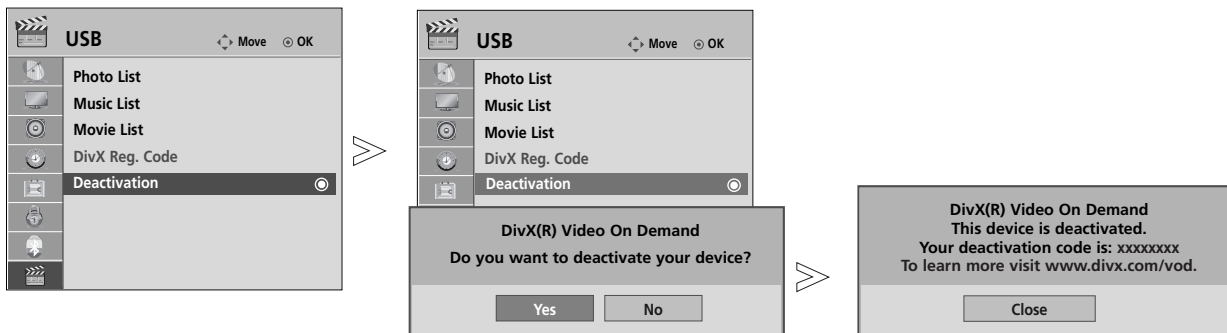 USB
Move OK
Photo List
Music List
Movie List
DivX Reg. Code
Deactivation
USB
Move OK
Photo List
Music List
Movie List
DivX Reg. Code
Deactivation
DivX(R) Video On Demand
Do you want to deactivate your device?
Yes No
DivX(R) Video On Demand
This device is deactivated.
Your deactivation code is: xxxxxxxx
To learn more visit www.divx.com/vod.
Close